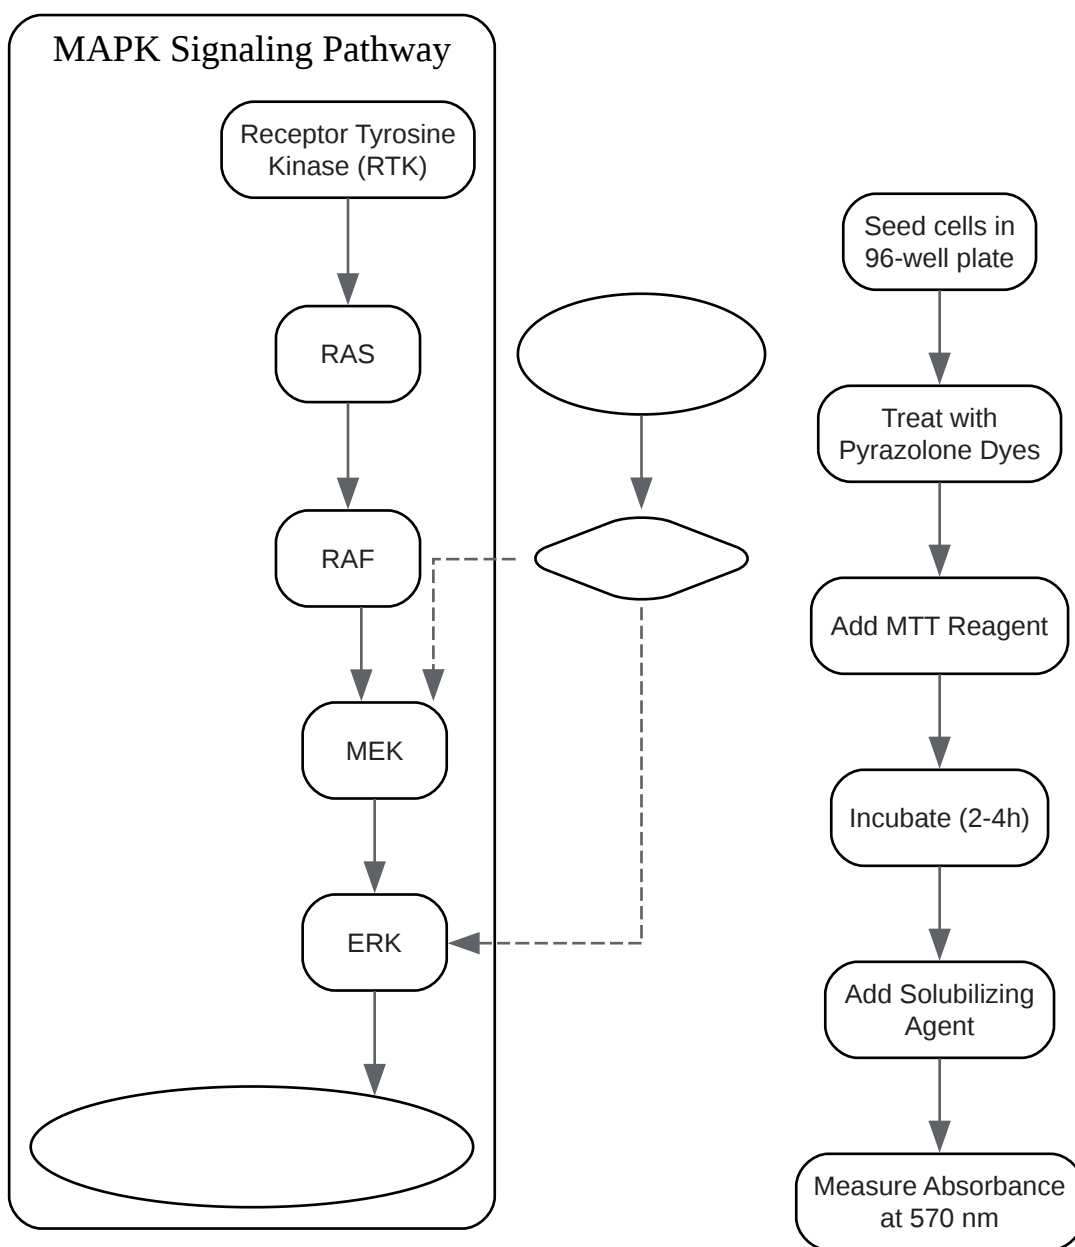 MAPK Signaling Pathway
Receptor Tyrosine
Kinase (RTK)
RAS
RAF
MEK
ERK
Seed cells in
96-well plate
Treat with
Pyrazolone Dyes
Add MTT Reagent
Incubate (2-4h)
Add Solubilizing
Agent
Measure Absorbance
at 570 nm